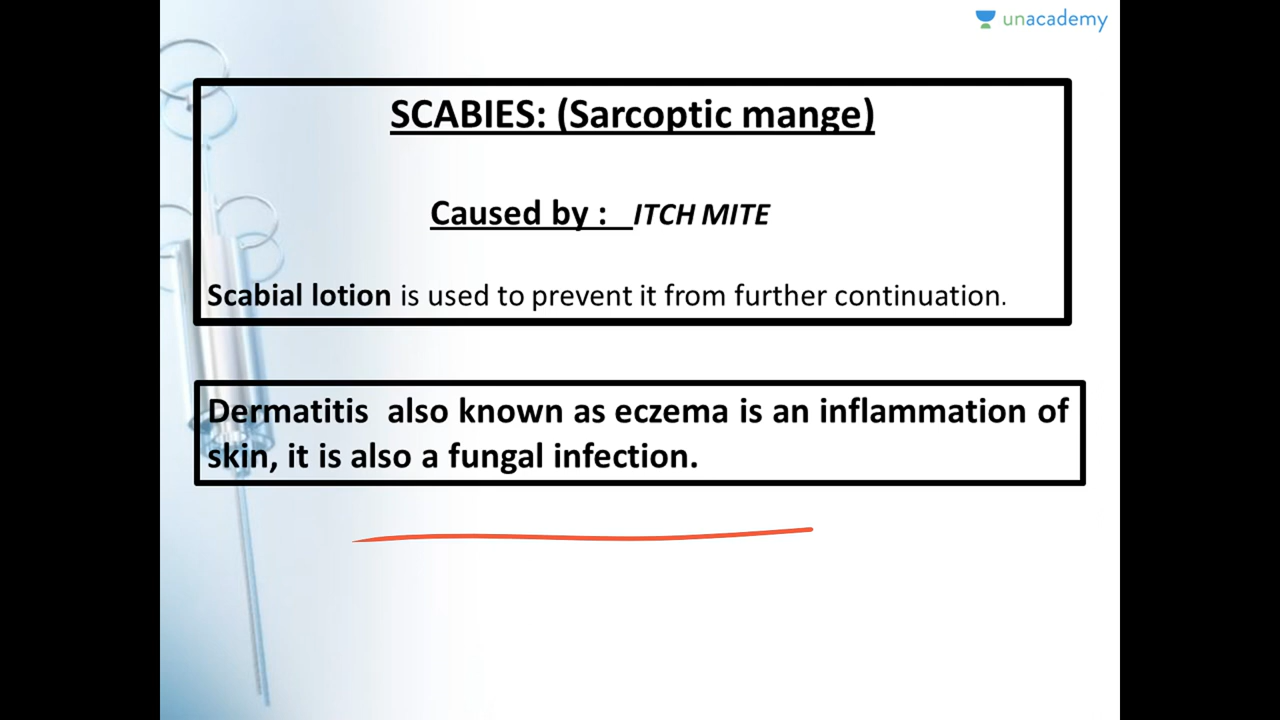 unacademy
SCABIES: (Sarcoptic mange)
Caused by : ITCH MITE
Scabial lotion is used to prevent it from further continuation.
Dermatitis also known as eczema is an inflammation of
skin, it is also a fungal infection.